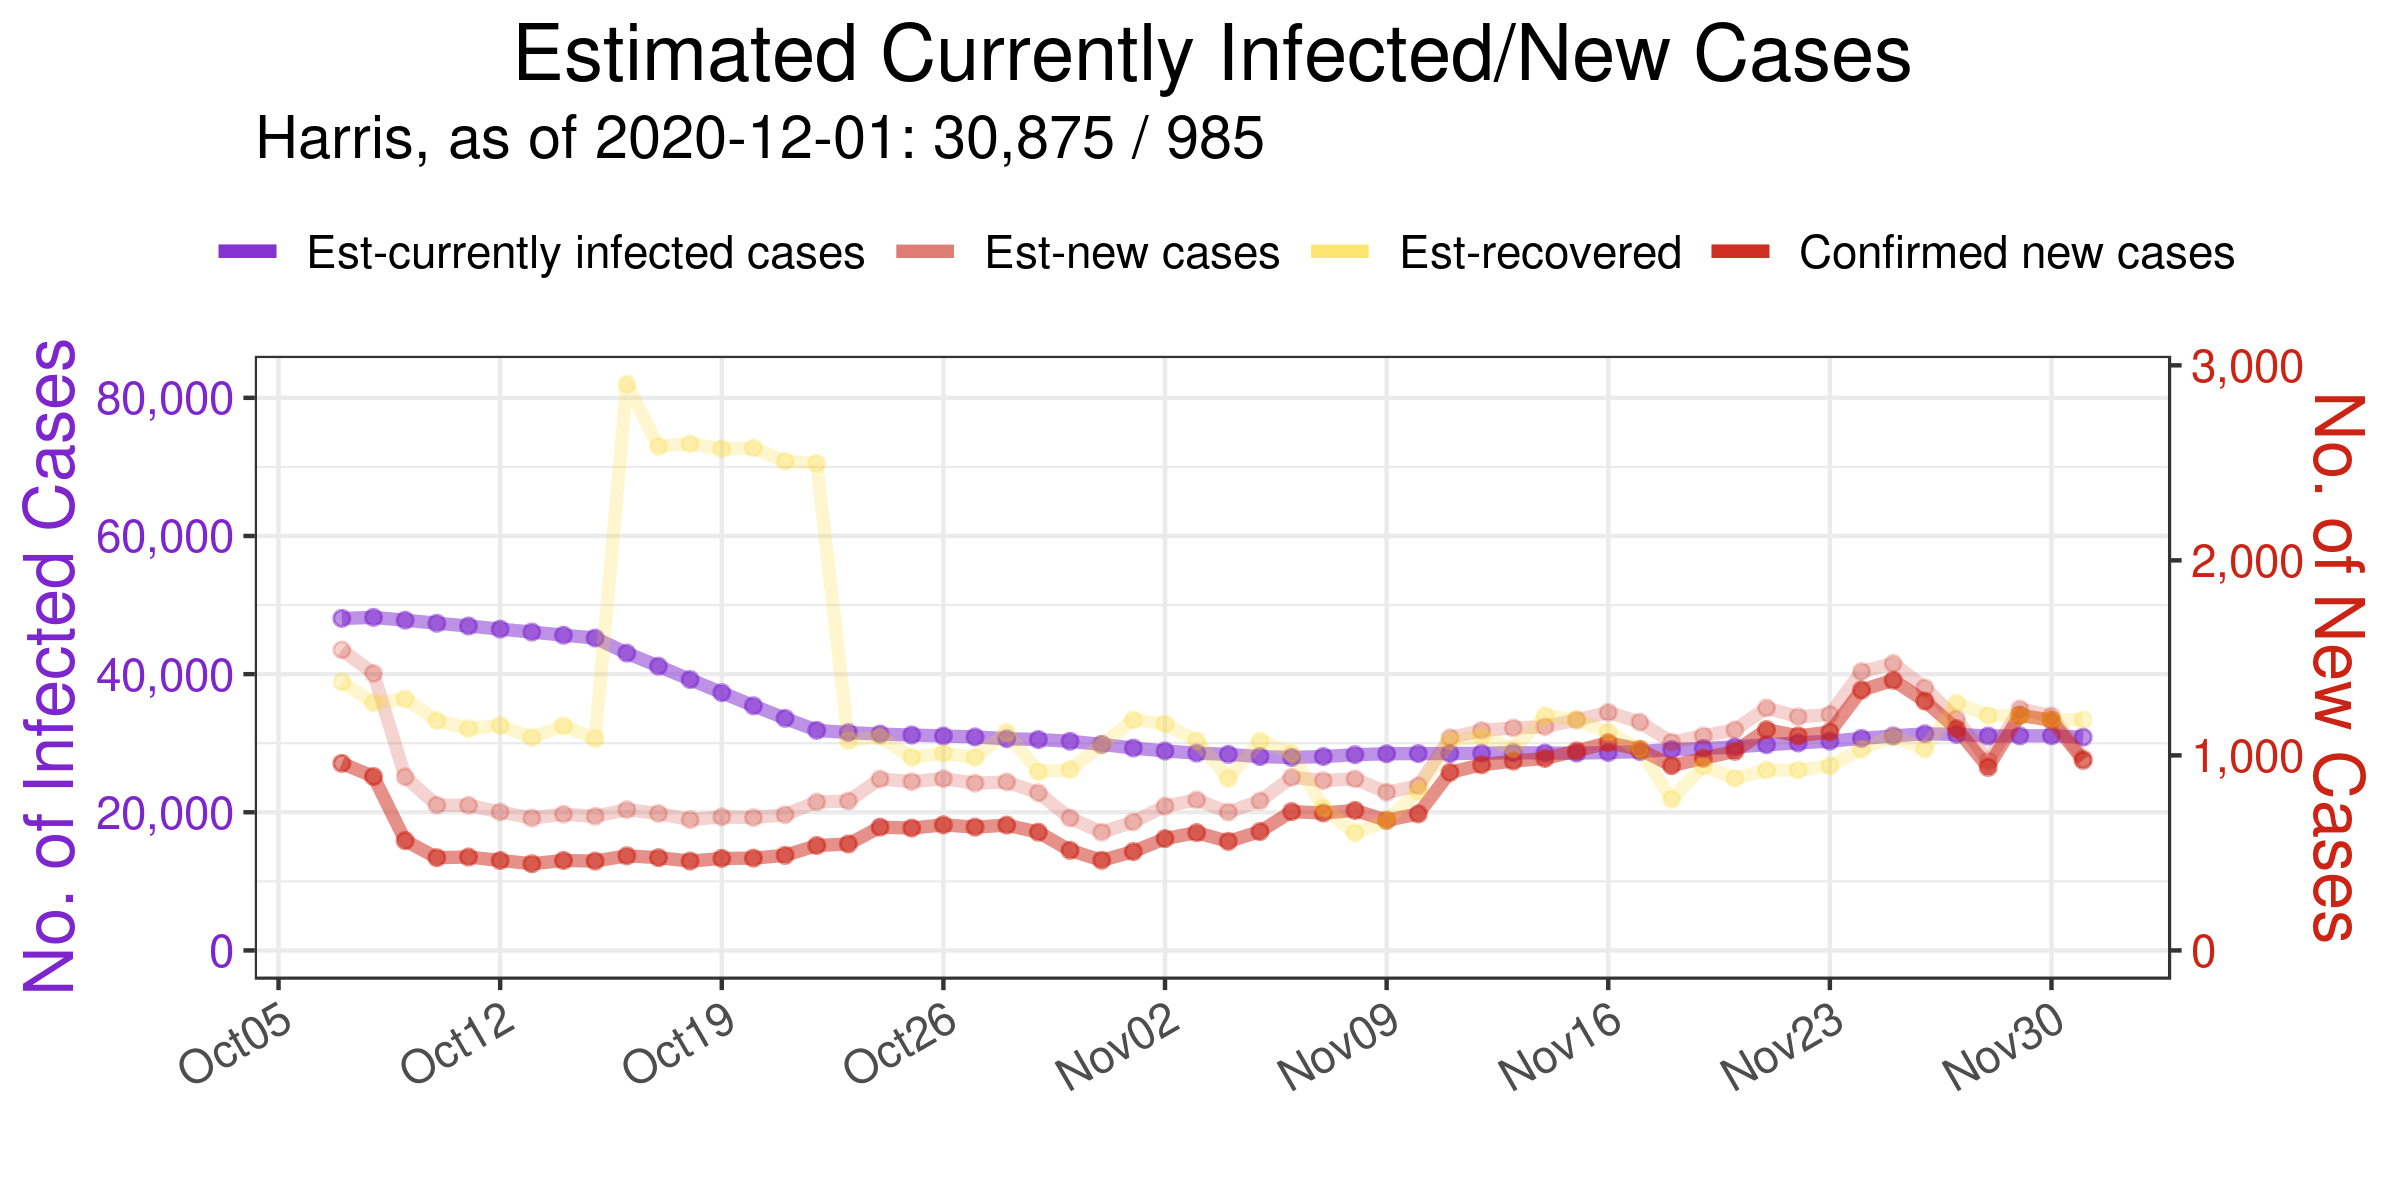 Estimated Currently Infected/New Cases
Harris, as of 2020-12-01: 30,875 / 985
Est-currently infected cases Est-new cases Est-recovered Confirmed new cases
No. of Infected Cases
80,000
60,000
40,000
20,000
0
3,000
2,000
1,000
0
No. of New Cases
Oct05 Oct12 Oct19 Oct26 Nov02 Nov09 Nov16 Nov23 Nov30